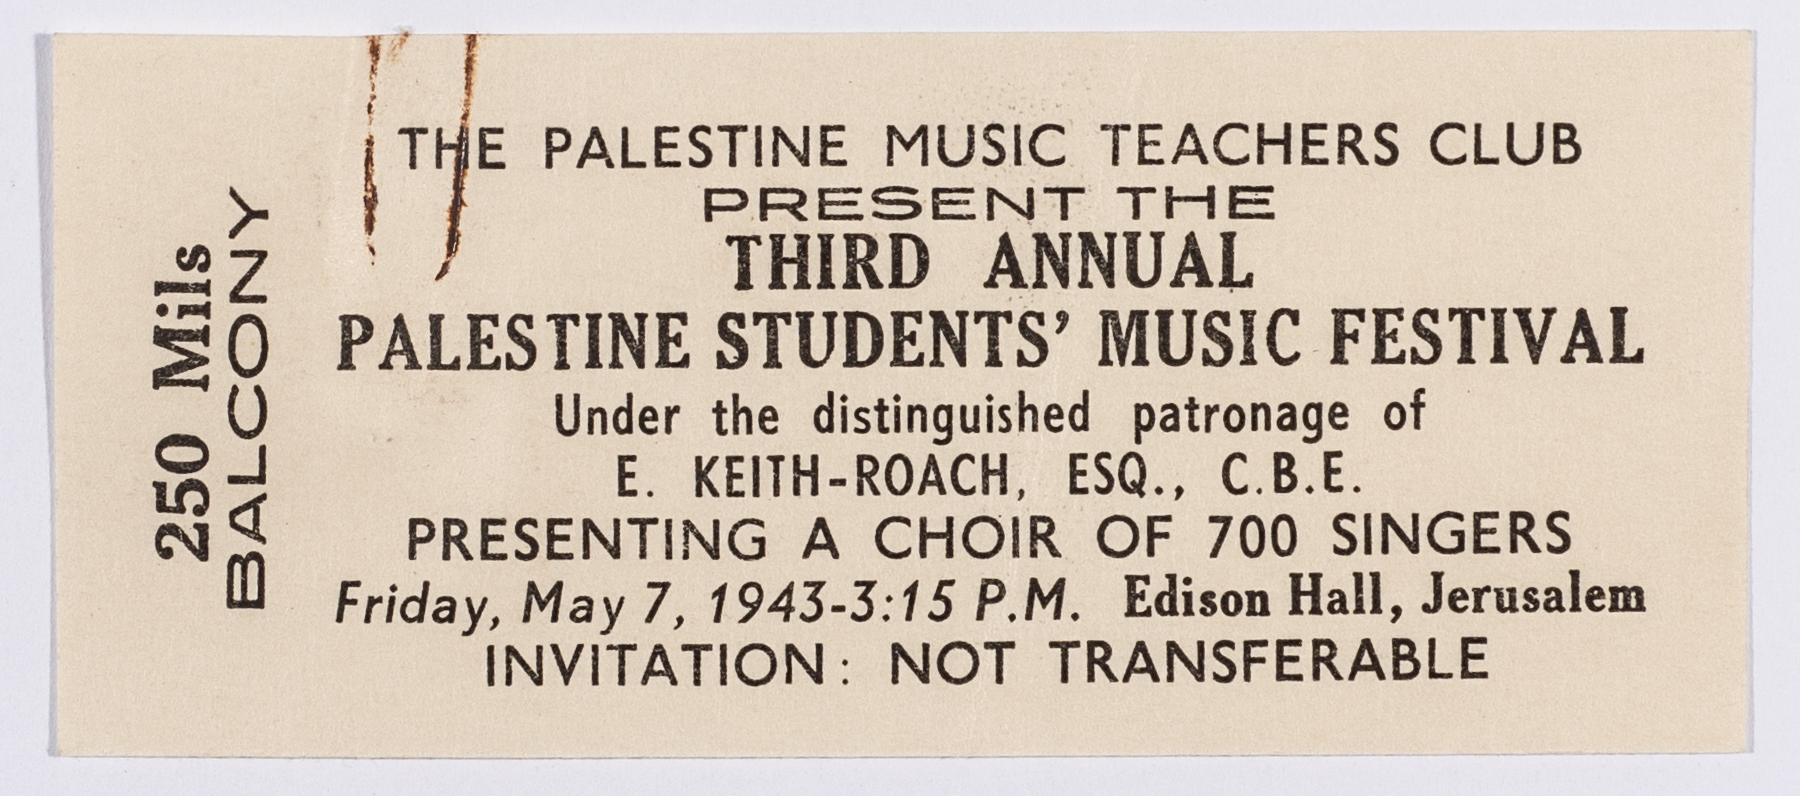 250 Mils
BALCONY
THE PALESTINE MUSIC TEACHERS CLUB
PRESENT THE
THIRD ANNUAL
PALESTINE STUDENTS' MUSIC FESTIVAL
Under the distinguished patronage of
E. KEITH-ROACH, ESQ., C.B.E.
PRESENTING A CHOIR OF 700 SINGERS
Friday, May 7, 1943-3:15 P.M. Edison Hall, Jerusalem
INVITATION: NOT TRANSFERABLE